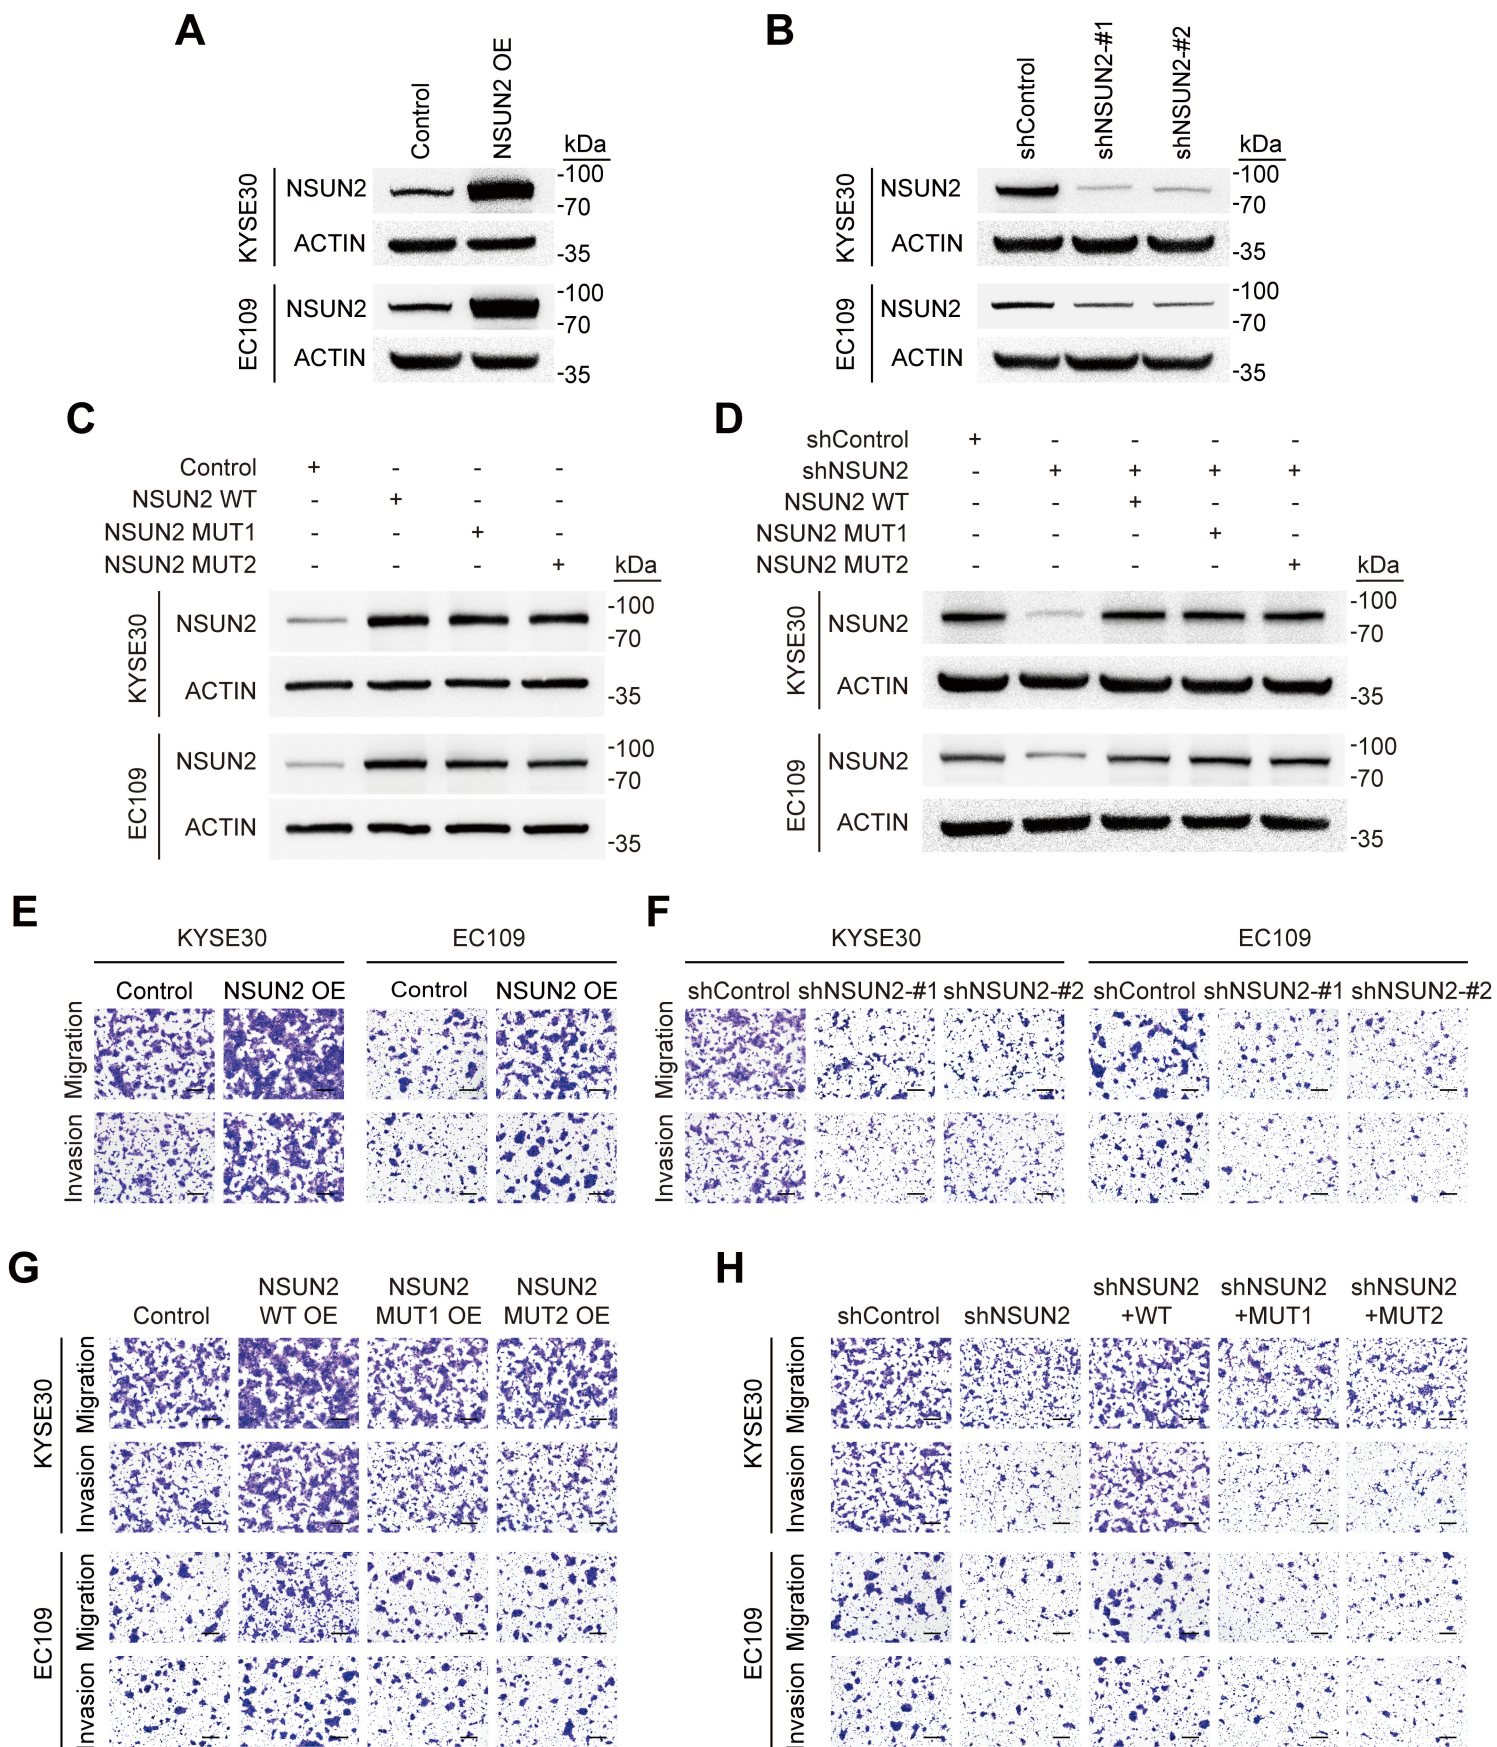 A
Control
NSUN2 OE
kDa
KYSE30
NSUN2
-100
-70
ACTIN
-35
EC109
NSUN2
-100
-70
ACTIN
-35
B
shControl
shNSUN2-#1
shNSUN2-#2
kDa
KYSE30
NSUN2
-100
-70
ACTIN
-35
EC109
NSUN2
-100
-70
ACTIN
-35
C
Control + - - -
NSUN2 WT - + - -
NSUN2 MUT1 - - + -
NSUN2 MUT2 - - - +
kDa
KYSE30
NSUN2
-100
-70
ACTIN
-35
EC109
NSUN2
-100
-70
ACTIN
-35
D
shControl + - - - -
shNSUN2 - + + + +
NSUN2 WT - - + - -
NSUN2 MUT1 - - - + -
NSUN2 MUT2 - - - - +
kDa
KYSE30
NSUN2
-100
-70
ACTIN
-35
EC109
NSUN2
-100
-70
ACTIN
-35
E
KYSE30 EC109
Control NSUN2 OE Control NSUN2 OE
Migration
Invasion
F
KYSE30 EC109
shControl shNSUN2-#1 shNSUN2-#2 shControl shNSUN2-#1 shNSUN2-#2
Migration
Invasion
G
Control
NSUN2
WT OE
NSUN2
MUT1 OE
NSUN2
MUT2 OE
KYSE30
Migration
Invasion
EC109
Migration
Invasion
H
shControl
shNSUN2
shNSUN2
+WT
shNSUN2
+MUT1
shNSUN2
+MUT2
KYSE30
Migration
Invasion
EC109
Migration
Invasion